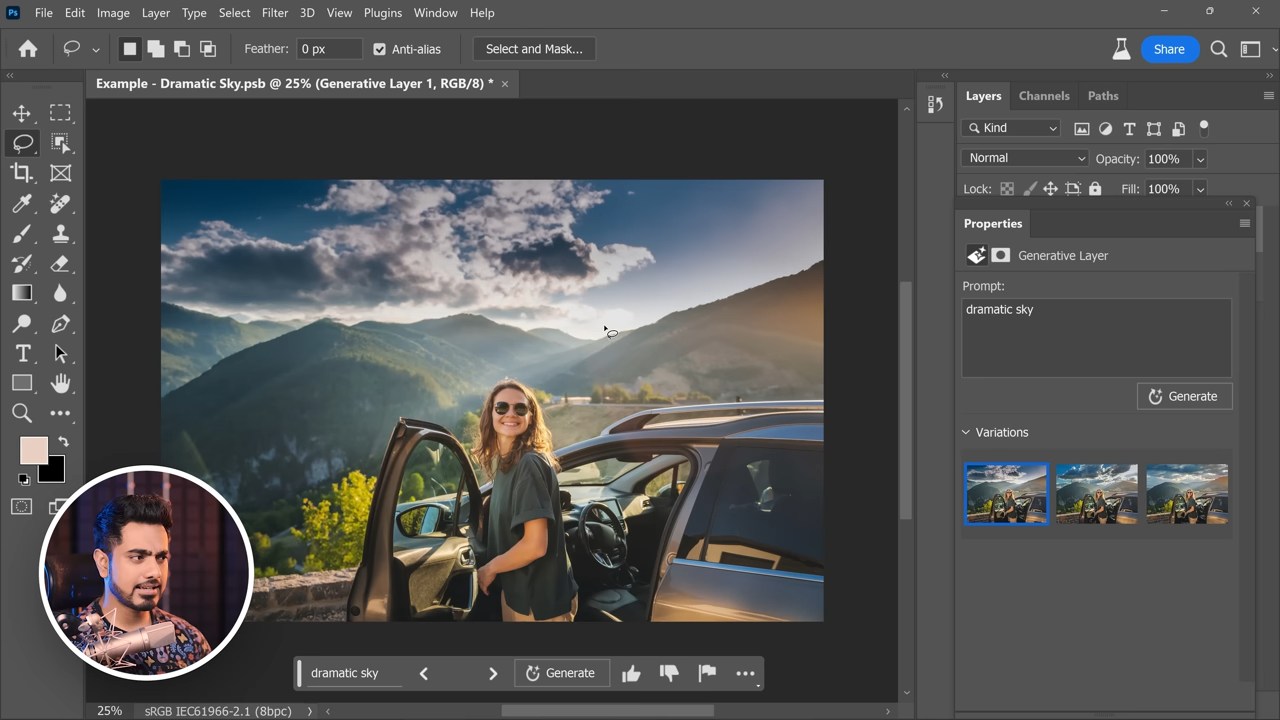 Ps File Edit Image Layer Type Select Filter 3D View Plugins Window Help
Feather: 0 px Anti-alias Select and Mask... Share
Example - Dramatic Sky.psb @ 25% (Generative Layer 1, RGB/8) *
Layers Channels Paths
Kind
Normal Opacity: 100%
Lock: Fill: 100%
Properties
Generative Layer
Prompt:
dramatic sky
Generate
Variations
dramatic sky Generate
25% sRGB IEC61966-2.1 (8bpc)